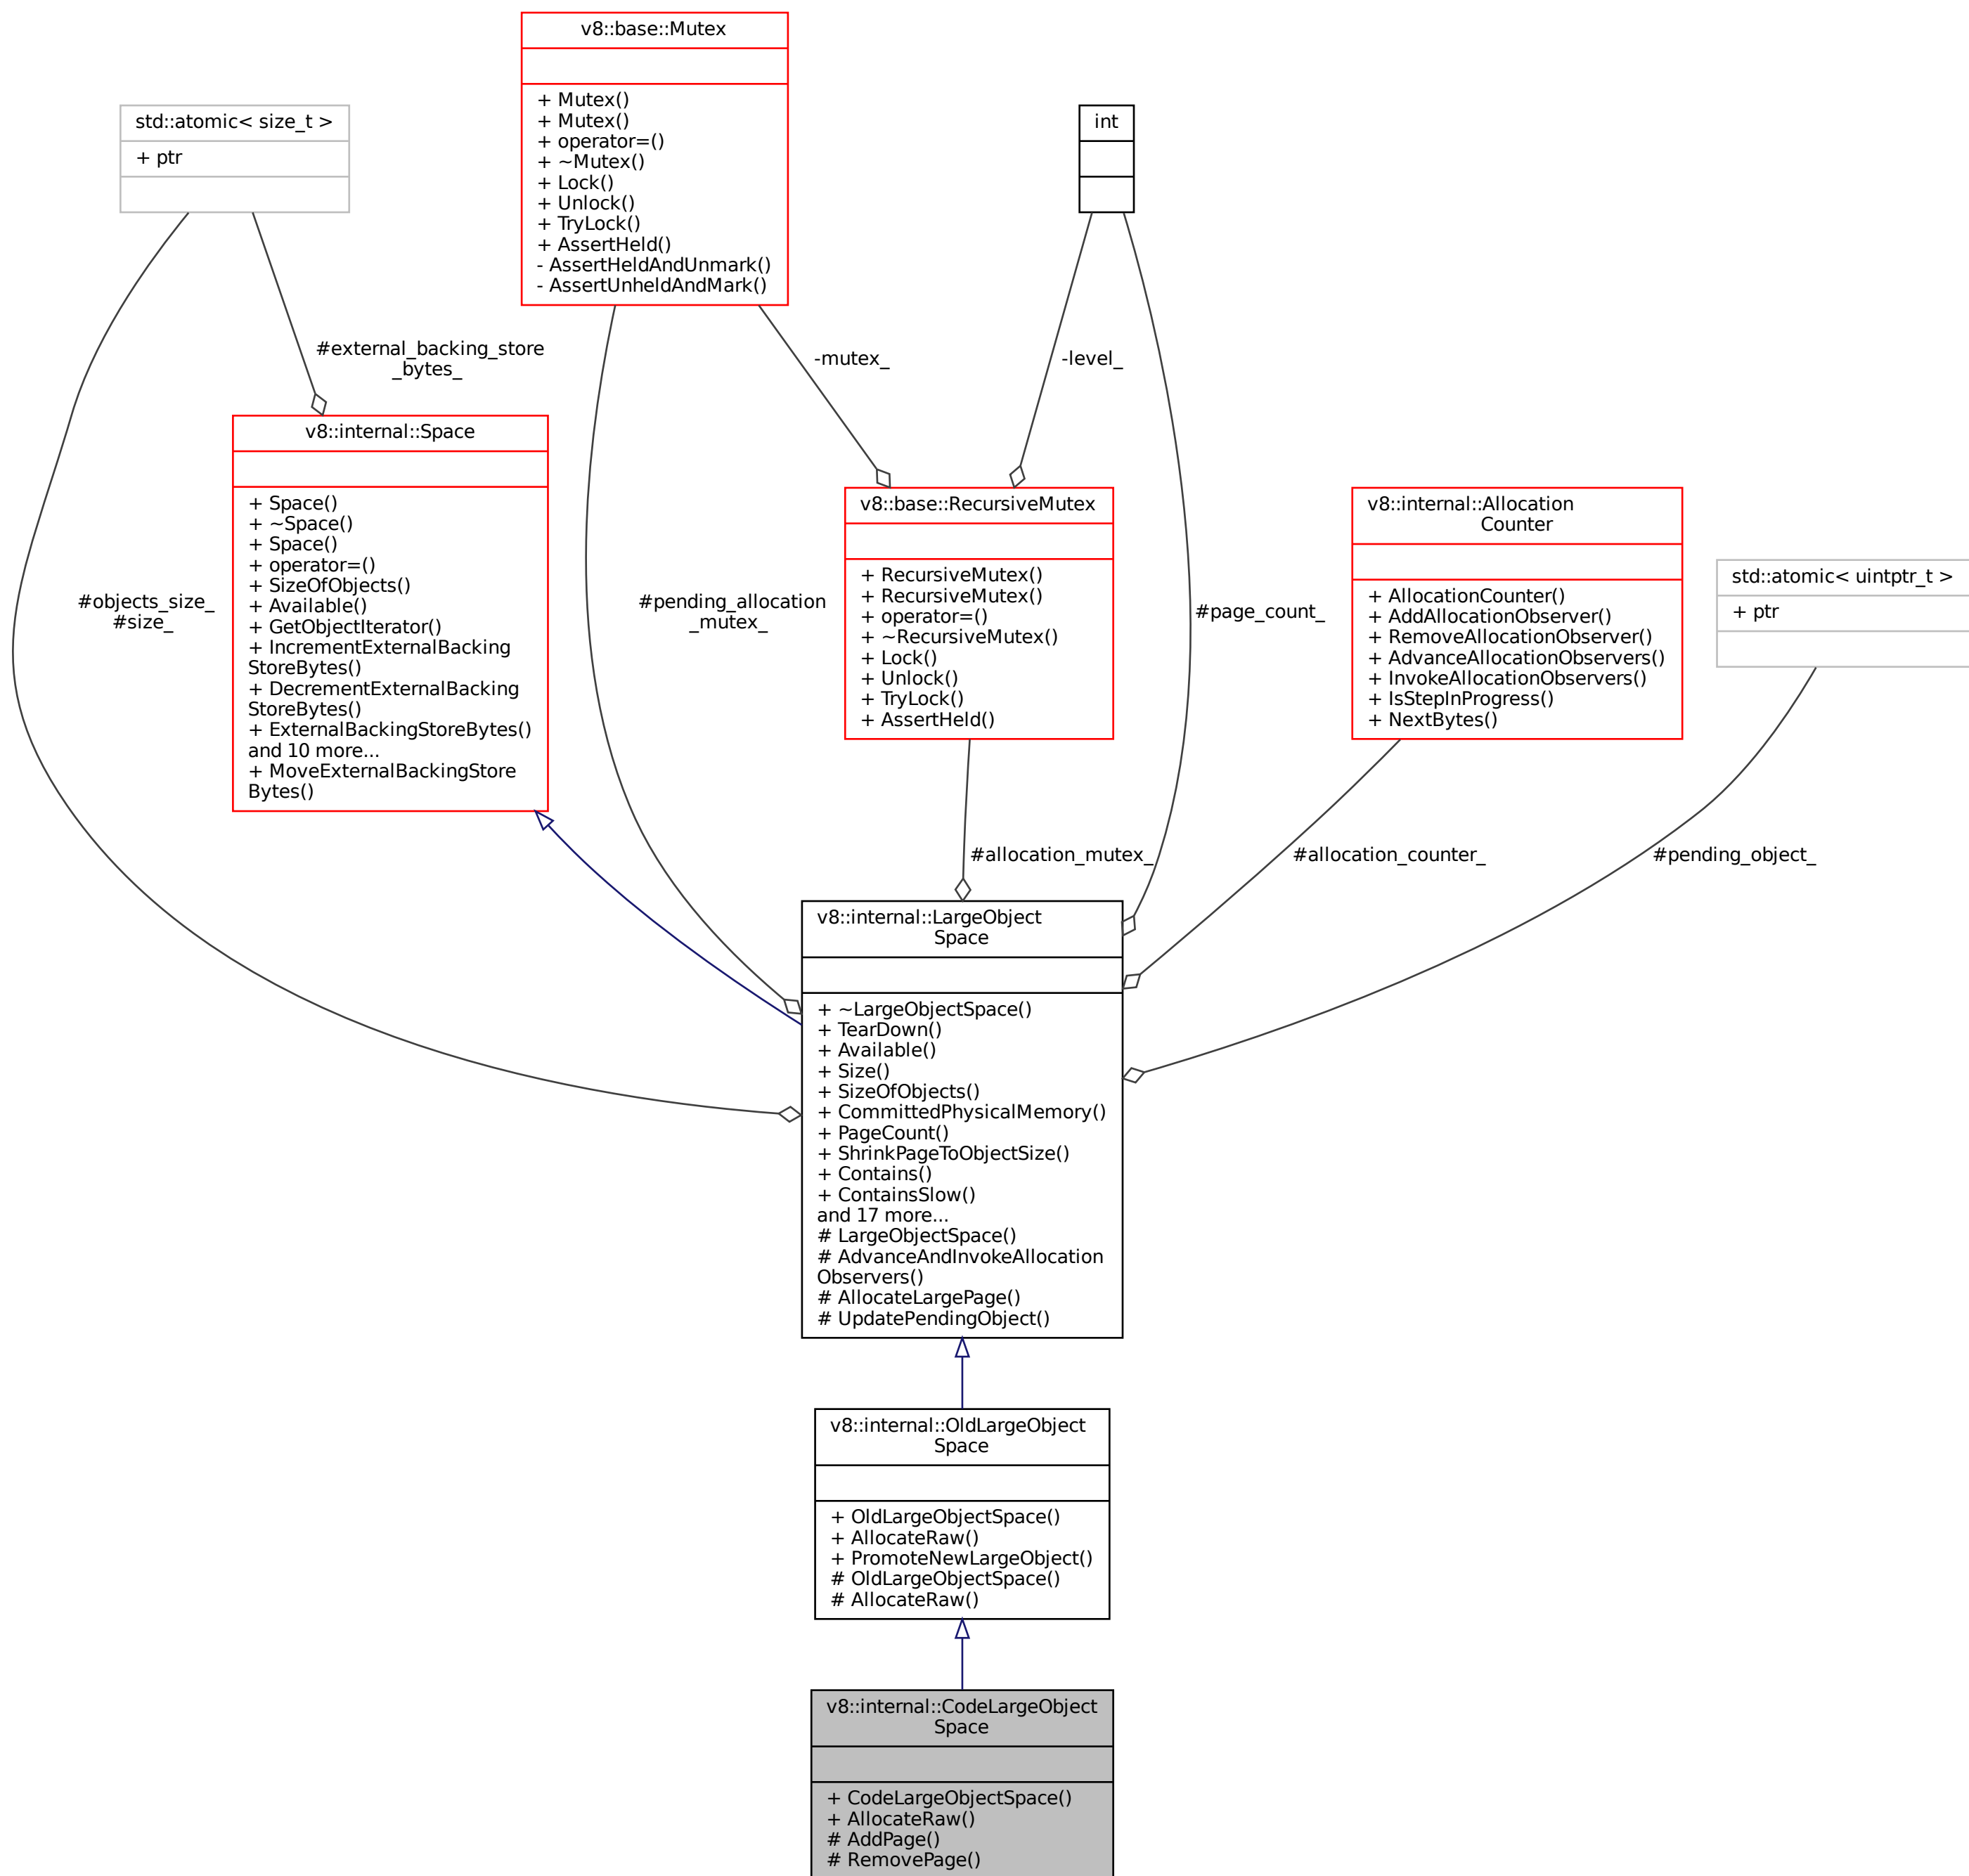 v8::base::Mutex
+ Mutex()
+ Mutex()
+ operator=()
+ ~Mutex()
+ Lock()
+ Unlock()
+ TryLock()
+ AssertHeld()
- AssertHeldAndUnmark()
- AssertUnheldAndMark()
std::atomic< size_t >
+ ptr
int
#external_backing_store
_bytes_
-mutex_
-level_
v8::internal::Space
+ Space()
+ ~Space()
+ Space()
+ operator=()
+ SizeOfObjects()
+ Available()
+ GetObjectIterator()
+ IncrementExternalBacking
StoreBytes()
+ DecrementExternalBacking
StoreBytes()
+ ExternalBackingStoreBytes()
and 10 more...
+ MoveExternalBackingStore
Bytes()
v8::base::RecursiveMutex
+ RecursiveMutex()
+ RecursiveMutex()
+ operator=()
+ ~RecursiveMutex()
+ Lock()
+ Unlock()
+ TryLock()
+ AssertHeld()
v8::internal::Allocation
Counter
+ AllocationCounter()
+ AddAllocationObserver()
+ RemoveAllocationObserver()
+ AdvanceAllocationObservers()
+ InvokeAllocationObservers()
+ IsStepInProgress()
+ NextBytes()
std::atomic< uintptr_t >
+ ptr
#objects_size_
#size_
#pending_allocation
_mutex_
#page_count_
#allocation_mutex_
#allocation_counter_
#pending_object_
v8::internal::LargeObject
Space
+ ~LargeObjectSpace()
+ TearDown()
+ Available()
+ Size()
+ SizeOfObjects()
+ CommittedPhysicalMemory()
+ PageCount()
+ ShrinkPageToObjectSize()
+ Contains()
+ ContainsSlow()
and 17 more...
# LargeObjectSpace()
# AdvanceAndInvokeAllocation
Observers()
# AllocateLargePage()
# UpdatePendingObject()
v8::internal::OldLargeObject
Space
+ OldLargeObjectSpace()
+ AllocateRaw()
+ PromoteNewLargeObject()
# OldLargeObjectSpace()
# AllocateRaw()
v8::internal::CodeLargeObject
Space
+ CodeLargeObjectSpace()
+ AllocateRaw()
# AddPage()
# RemovePage()